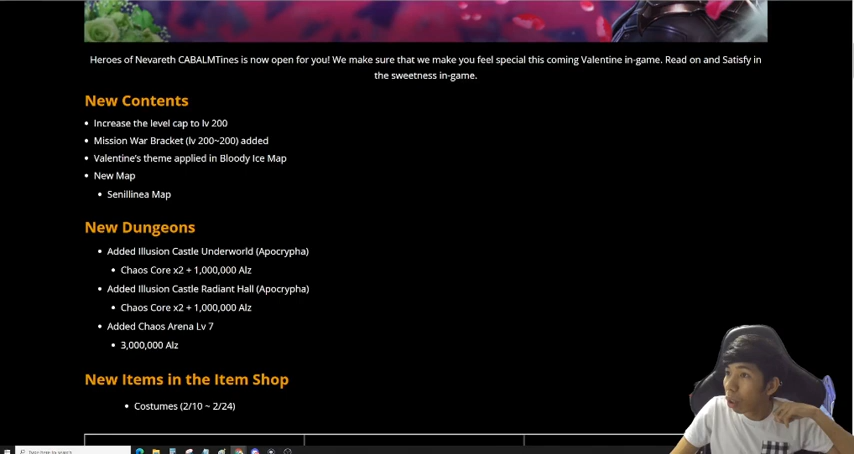 Heroes of Nevareth CABALMTines is now open for you! We make sure that we make you feel special this coming Valentine in-game. Read on and Satisfy in
the sweetness in-game.
New Contents
Increase the level cap to lv 200
Mission War Bracket (lv 200~200) added
Valentine's theme applied in Bloody Ice Map
New Map
Senillinea Map
New Dungeons
Added Illusion Castle Underworld (Apocrypha)
Chaos Core x2 + 1,000,000 Alz
Added Illusion Castle Radiant Hall (Apocrypha)
Chaos Core x2 + 1,000,000 Alz
Added Chaos Arena Lv 7
3,000,000 Alz
New Items in the Item Shop
Costumes (2/10 ~ 2/24)
Type here to search